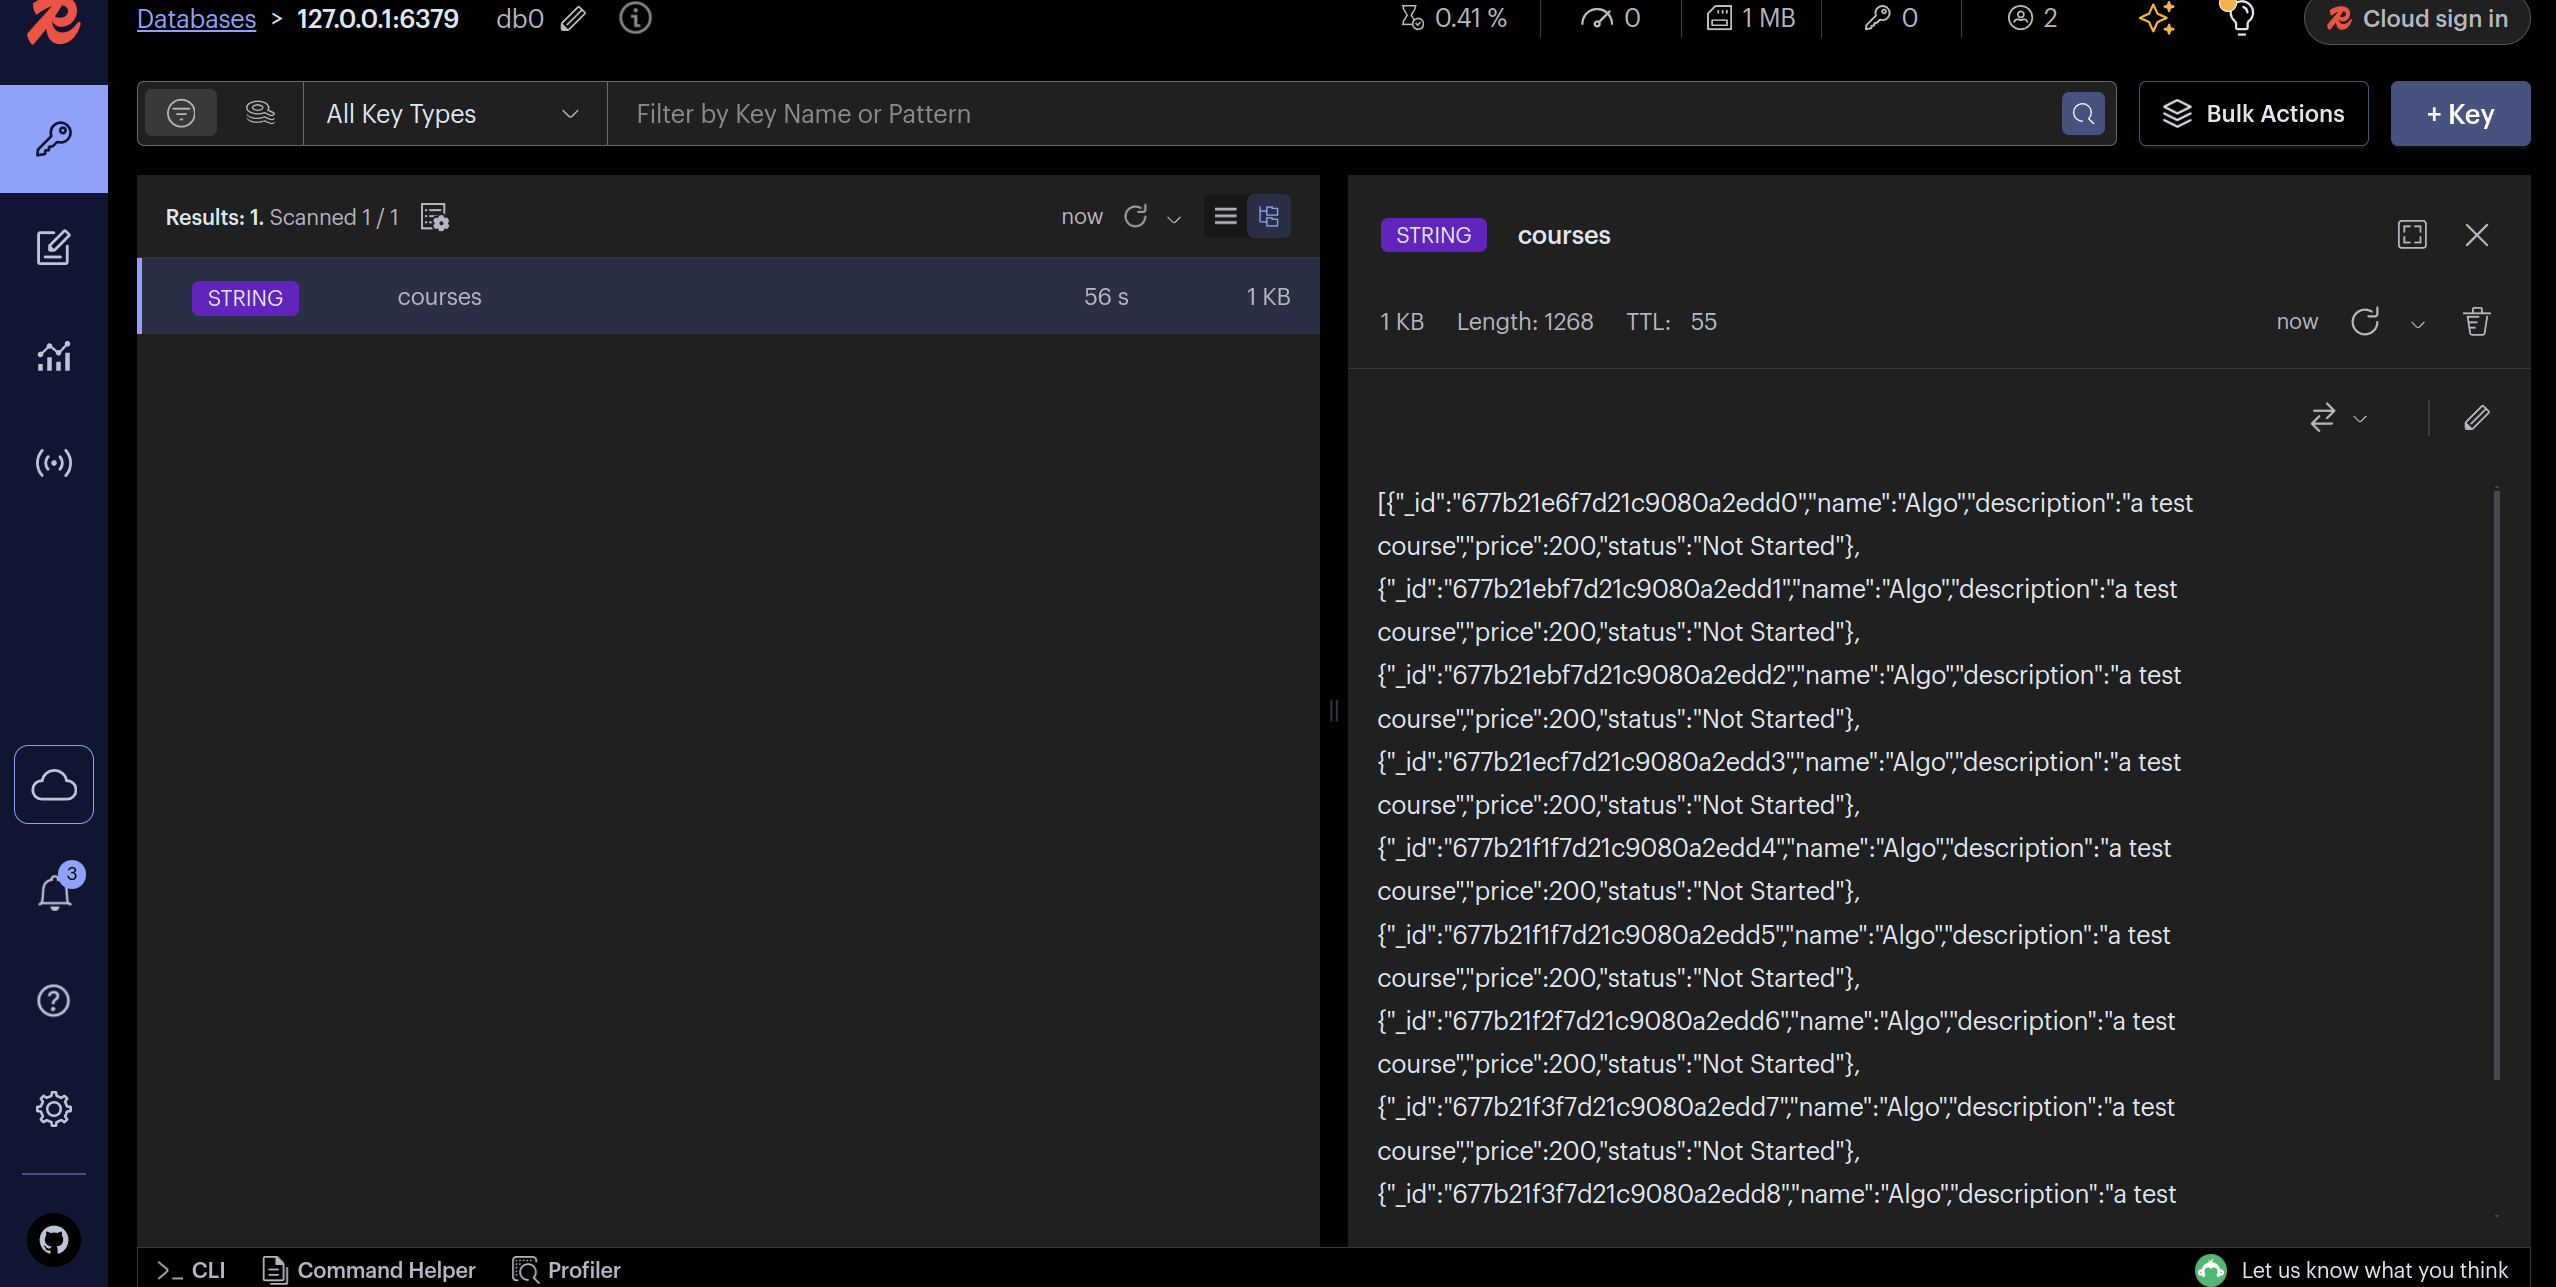 Databases > 127.0.0.1:6379 db0 0.41 % 0 1 MB 0 2 Cloud sign in
All Key Types Filter by Key Name or Pattern Bulk Actions + Key
Results: 1. Scanned 1 / 1 now
STRING courses 56 s 1 KB
STRING courses
1 KB Length: 1268 TTL: 55 now
[{"_id":"677b21e6f7d21c9080a2edd0","name":"Algo","description":"a test
course","price":200,"status":"Not Started"},
{"_id":"677b21ebf7d21c9080a2edd1","name":"Algo","description":"a test
course","price":200,"status":"Not Started"},
{"_id":"677b21ebf7d21c9080a2edd2","name":"Algo","description":"a test
course","price":200,"status":"Not Started"},
{"_id":"677b21ecf7d21c9080a2edd3","name":"Algo","description":"a test
course","price":200,"status":"Not Started"},
{"_id":"677b21f1f7d21c9080a2edd4","name":"Algo","description":"a test
course","price":200,"status":"Not Started"},
{"_id":"677b21f1f7d21c9080a2edd5","name":"Algo","description":"a test
course","price":200,"status":"Not Started"},
{"_id":"677b21f2f7d21c9080a2edd6","name":"Algo","description":"a test
course","price":200,"status":"Not Started"},
{"_id":"677b21f3f7d21c9080a2edd7","name":"Algo","description":"a test
course","price":200,"status":"Not Started"},
{"_id":"677b21f3f7d21c9080a2edd8","name":"Algo","description":"a test
3
>_ CLI Command Helper Profiler Let us know what you think